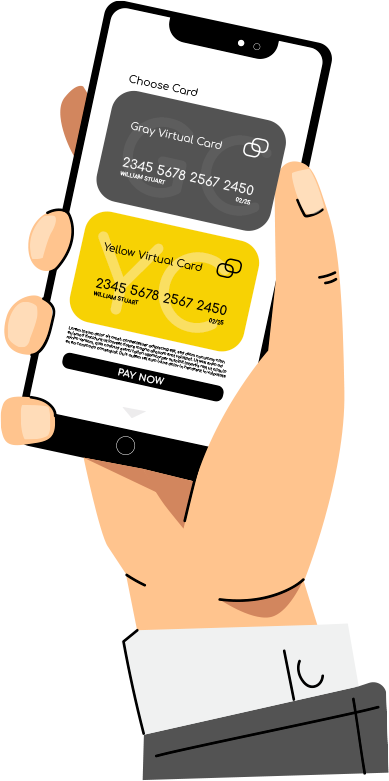 Choose Card
GC
Gray Virtual Card
2345 5678 2567 2450
WILLIAM STUART
02/25
YC
Yellow Virtual Card
2345 5678 2567 2450
WILLIAM STUART
02/25
PAY NOW